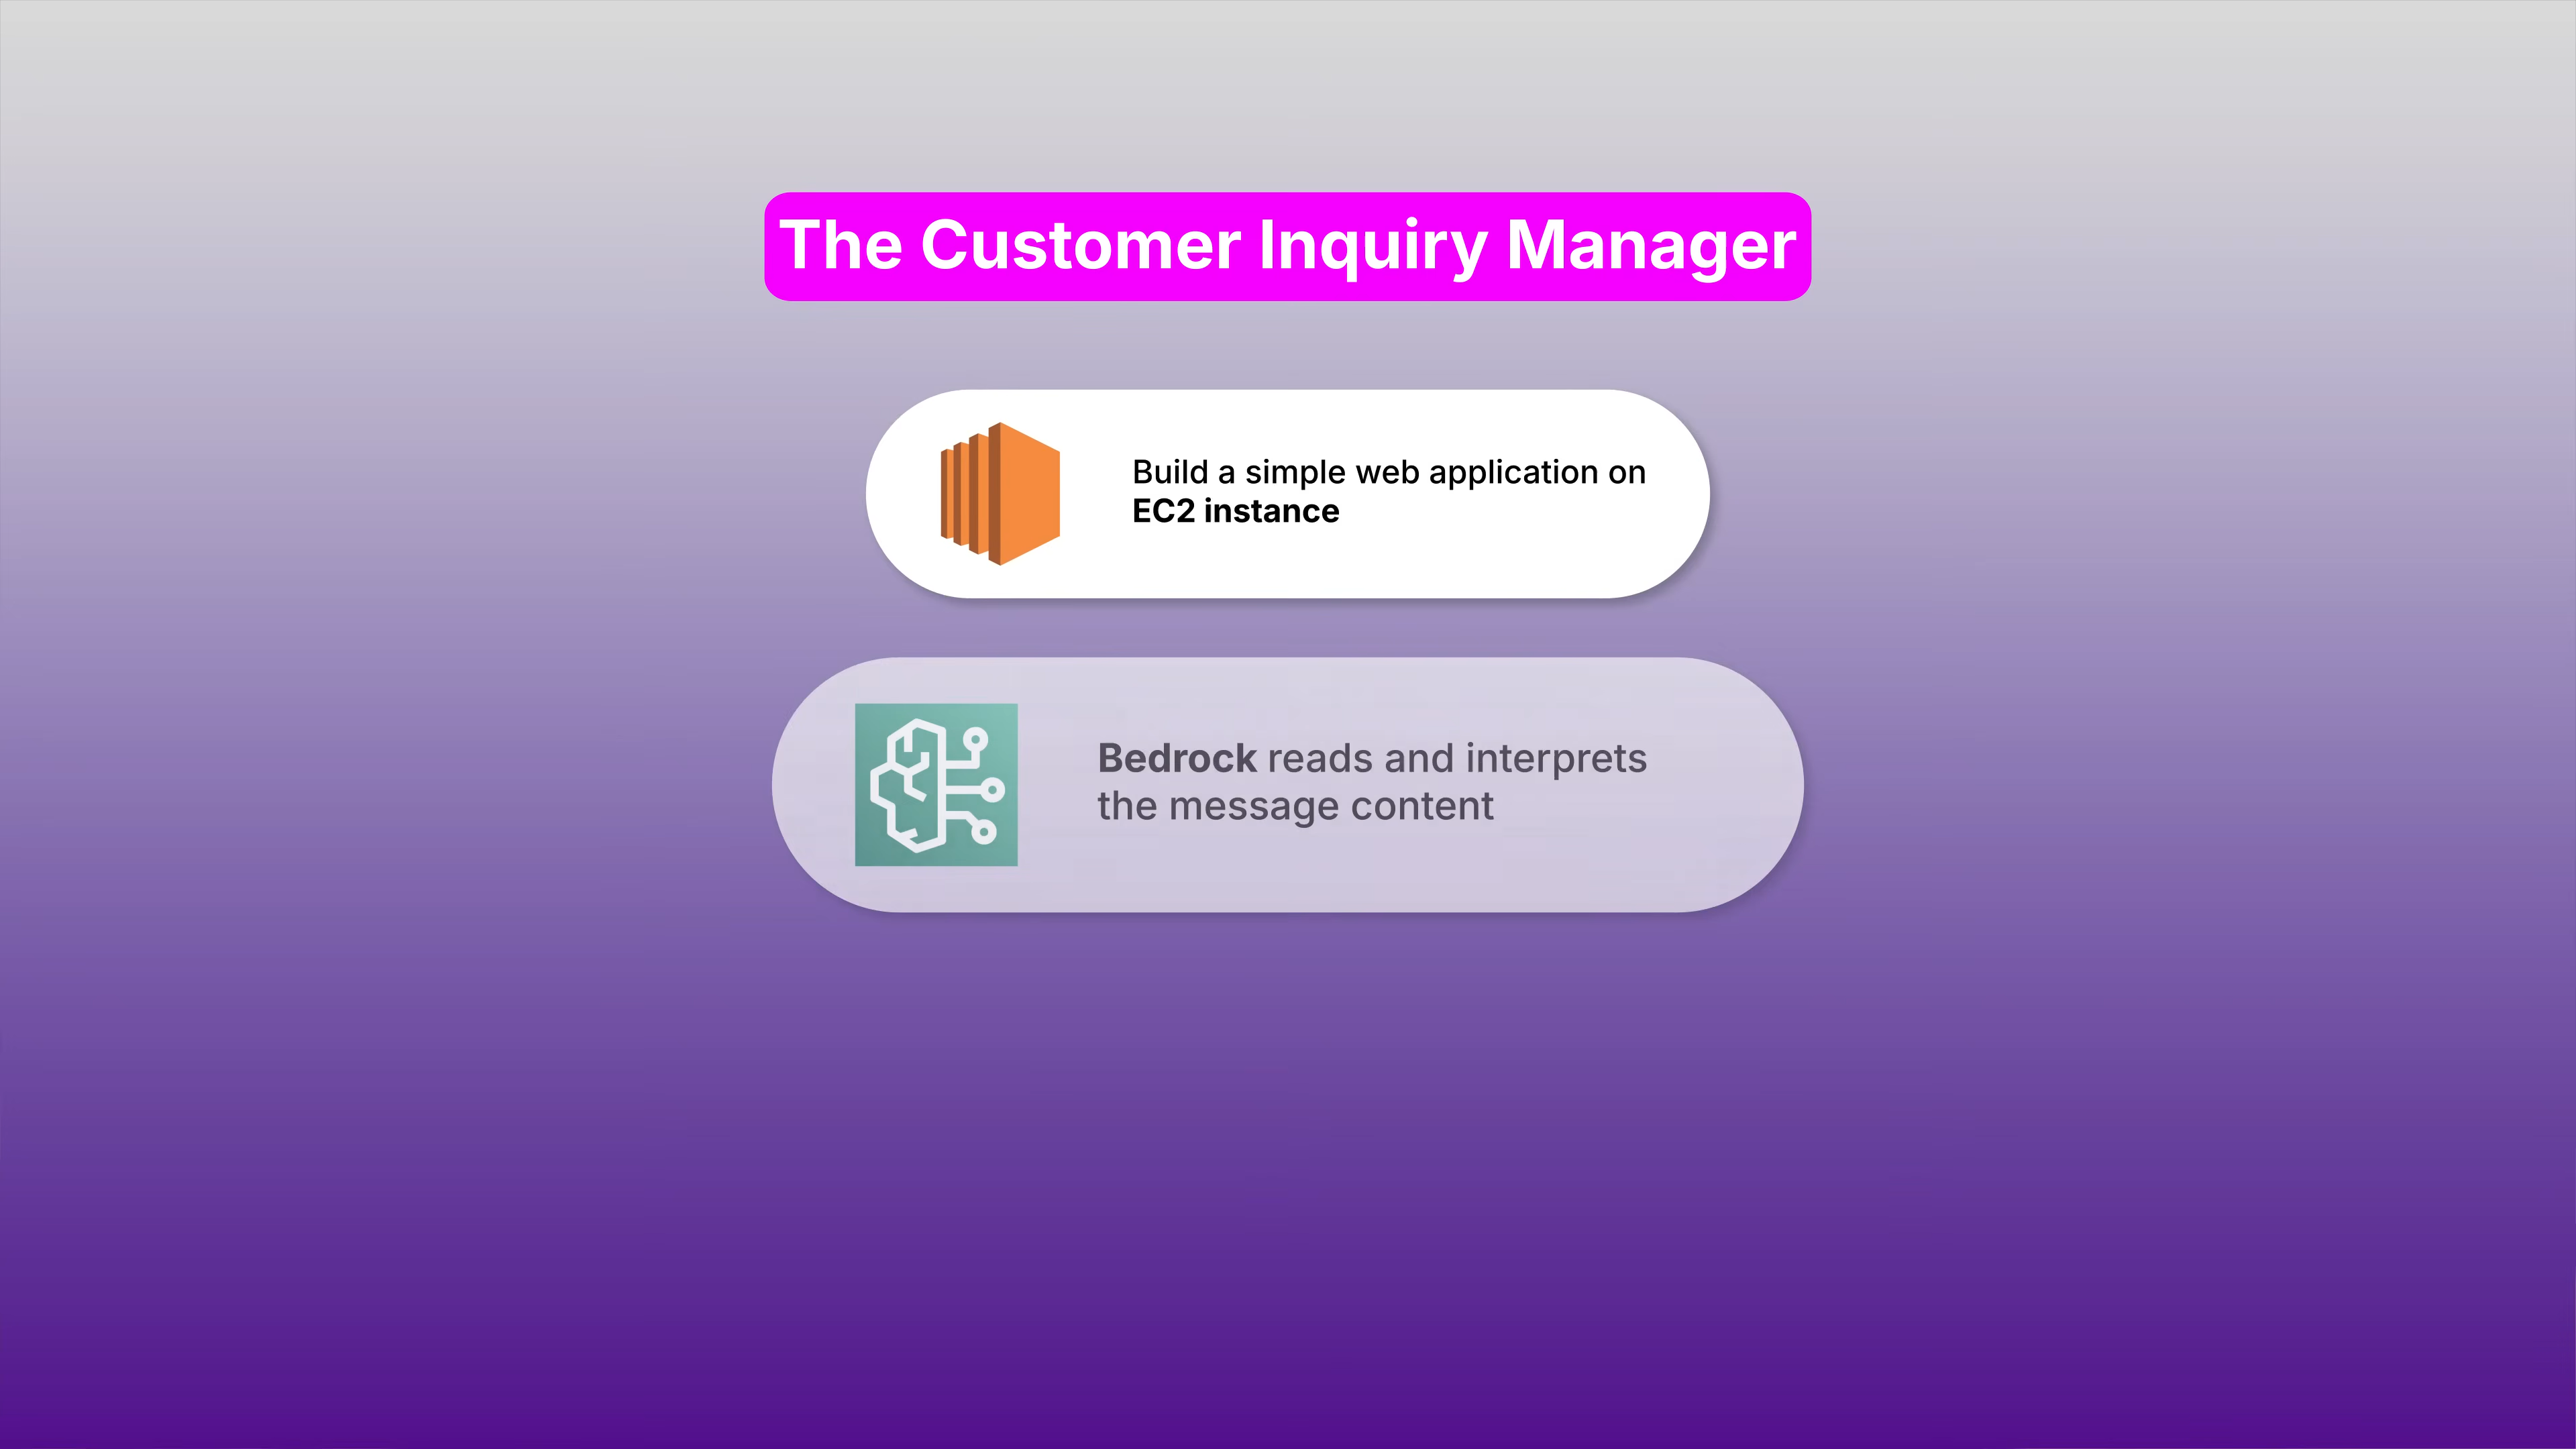 The Customer Inquiry Manager
Build a simple web application on
EC2 instance
Bedrock reads and interprets
the message content